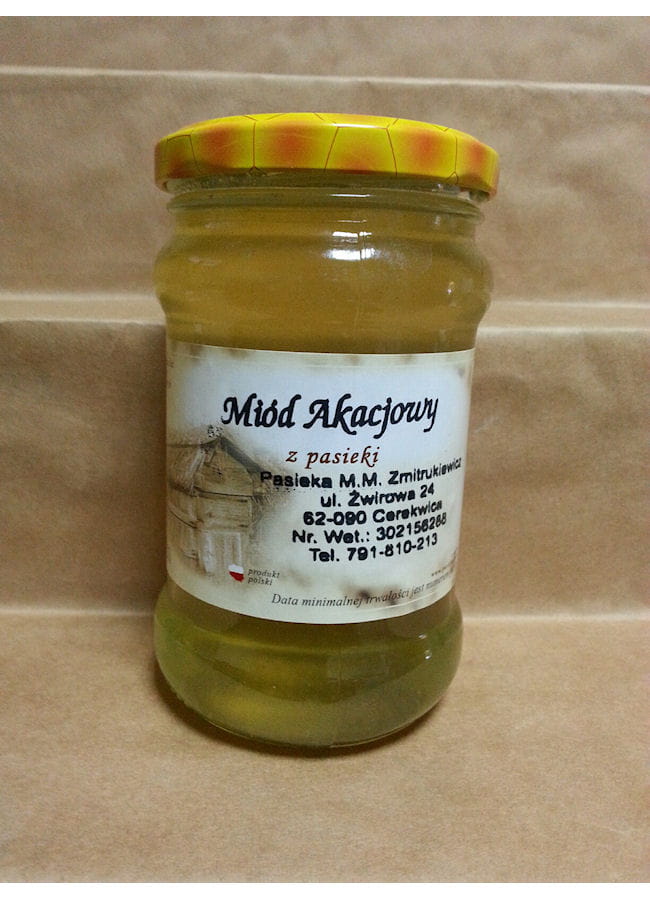 Miód Akacjowy
z pasieki
Pasieka M.M. Zmitrukiewicz
ul. Żwirowa 24
62-090 Cerekwica
Nr. Wet.: 302156268
Tel. 791-810-213
produkt
polski
Data minimalnej trwałości jest